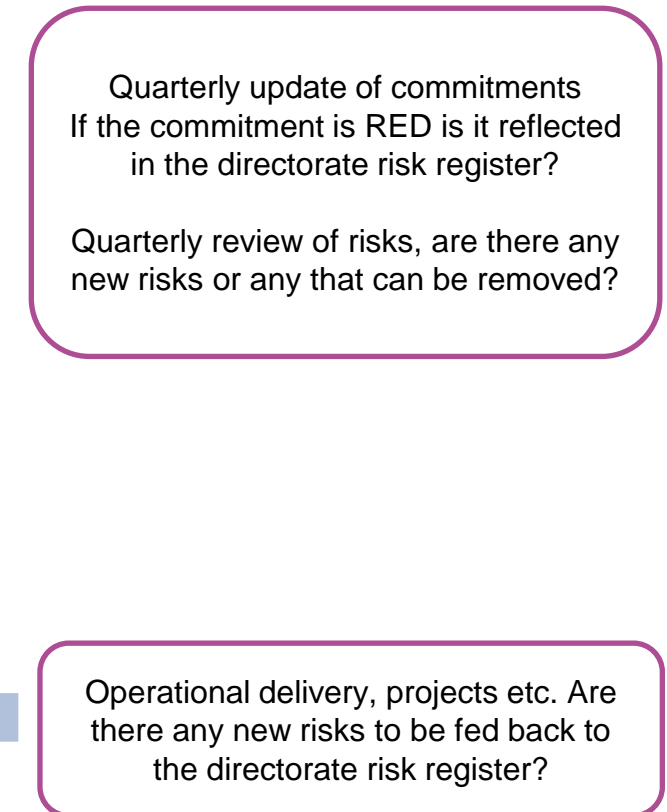 Quarterly update of commitments
If the commitment is RED is it reflected
in the directorate risk register?
Quarterly review of risks, are there any
new risks or any that can be removed?
Operational delivery, projects etc. Are
there any new risks to be fed back to
the directorate risk register?